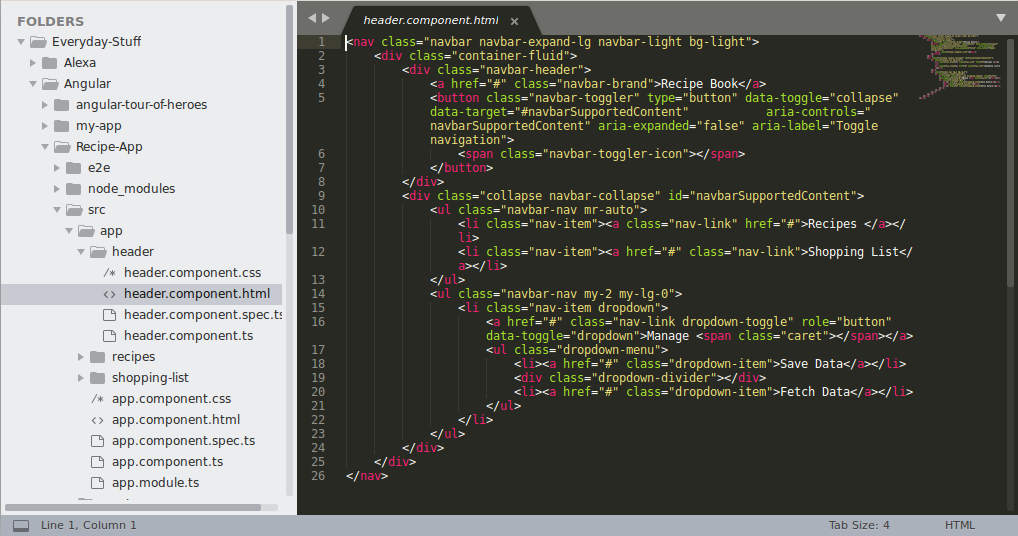 FOLDERS
Everyday-Stuff
Alexa
Angular
angular-tour-of-heroes
my-app
Recipe-App
e2e
node_modules
src
app
header
header.component.css
header.component.html
header.component.spec.ts
header.component.ts
recipes
shopping-list
app.component.css
app.component.html
app.component.spec.ts
app.component.ts
app.module.ts
header.component.html
1 <nav class="navbar navbar-expand-lg navbar-light bg-light">
2 <div class="container-fluid">
3 <div class="navbar-header">
4 <a href="#" class="navbar-brand">Recipe Book</a>
5 <button class="navbar-toggler" type="button" data-toggle="collapse"
data-target="#navbarSupportedContent" aria-controls="
navbarSupportedContent" aria-expanded="false" aria-label="Toggle
navigation">
6 <span class="navbar-toggler-icon"></span>
7 </button>
8 </div>
9 <div class="collapse navbar-collapse" id="navbarSupportedContent">
10 <ul class="navbar-nav mr-auto">
11 <li class="nav-item"><a class="nav-link" href="#">Recipes </a></
li>
12 <li class="nav-item"><a href="#" class="nav-link">Shopping List</
a></li>
13 </ul>
14 <ul class="navbar-nav my-2 my-lg-0">
15 <li class="nav-item dropdown">
16 <a href="#" class="nav-link dropdown-toggle" role="button"
data-toggle="dropdown">Manage <span class="caret"></span></a>
17 <ul class="dropdown-menu">
18 <li><a href="#" class="dropdown-item">Save Data</a></li>
19 <div class="dropdown-divider"></div>
20 <li><a href="#" class="dropdown-item">Fetch Data</a></li>
21 </ul>
22 </li>
23 </ul>
24 </div>
25 </div>
26 </nav>
Line 1, Column 1
Tab Size: 4
HTML